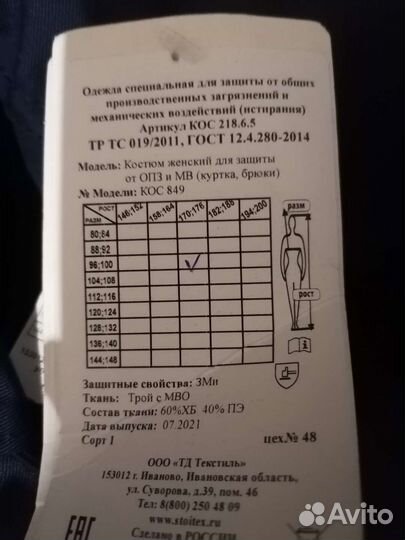 Одежда специальная для защиты от общих
производственных загрязнений и
механических воздействий (истирания)
Артикул КОС 218.6.5
ТР ТС 019/2011, ГОСТ 12.4.280-2014
Модель: Костюм женский для защиты
от ОПЗ и МВ (куртка, брюки)
№ Модели: КОС 849
РОСТ 146;152 158;164 170;176 182;188 194;200
РАЗМ
80;84
88;92
96;100
104;108
112;116
120;124
128;132
136;140
144;148
разм
рост
Защитные свойства: ЗМи
Ткань: Трой с МВО
Состав ткани: 60%ХБ 40% ПЭ
Дата выпуска: 07.2021
Сорт 1 цех.№ 48
ООО «ТД Текстиль»
153012 г. Иваново, Ивановская область,
ул. Суворова, д.39, пом. 46
Тел: 8(800) 250 48 09
www.stoitex.ru
Сделано в РОССИИ
EAC
Avito